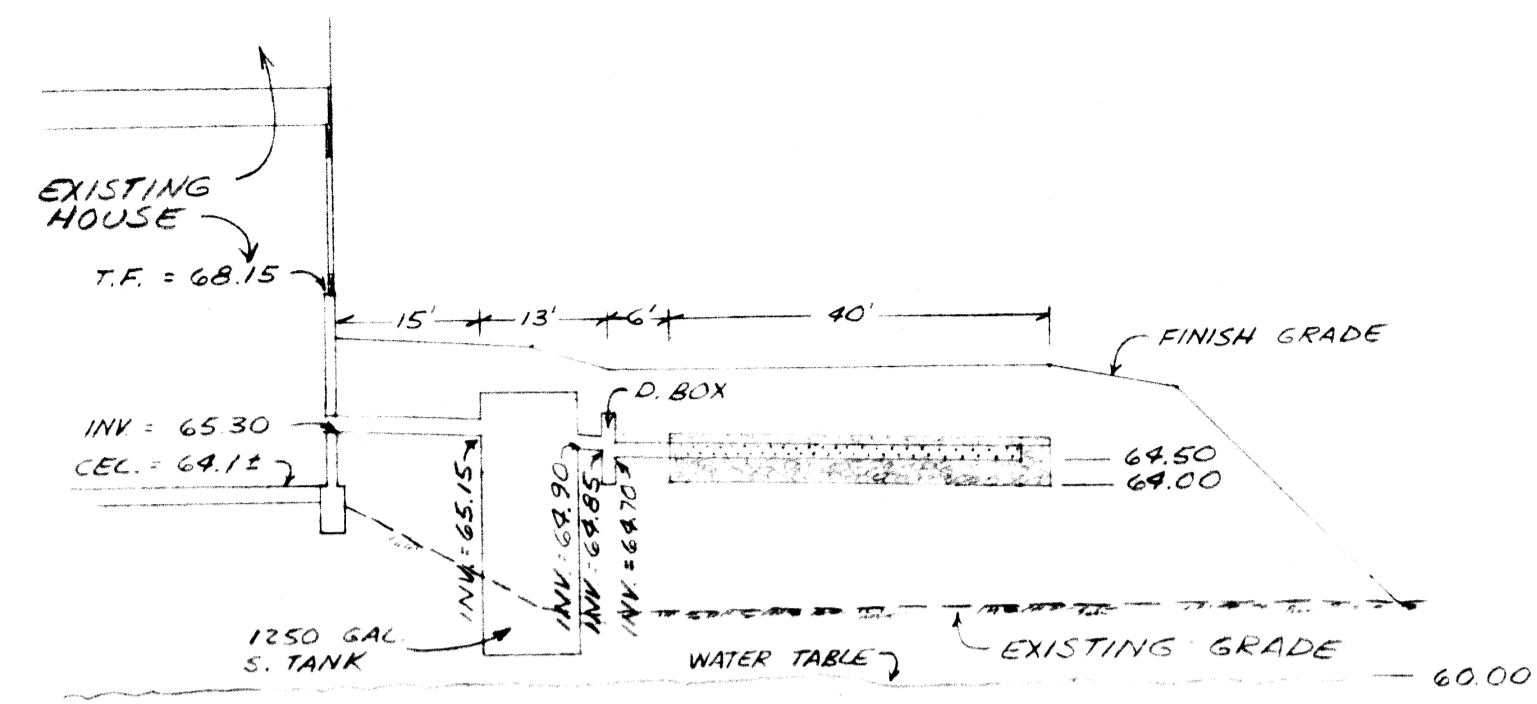 EXISTING
HOUSE
T.F. = 68.15
15'
13'
6'
40'
FINISH GRADE
D. BOX
INV. = 65.30
CEL. = 64.1±
64.50
64.00
INV. = 65.15
INV. = 64.90
INV. = 64.85
INV. = 64.70
1250 GAL.
S. TANK
WATER TABLE
EXISTING GRADE
60.00